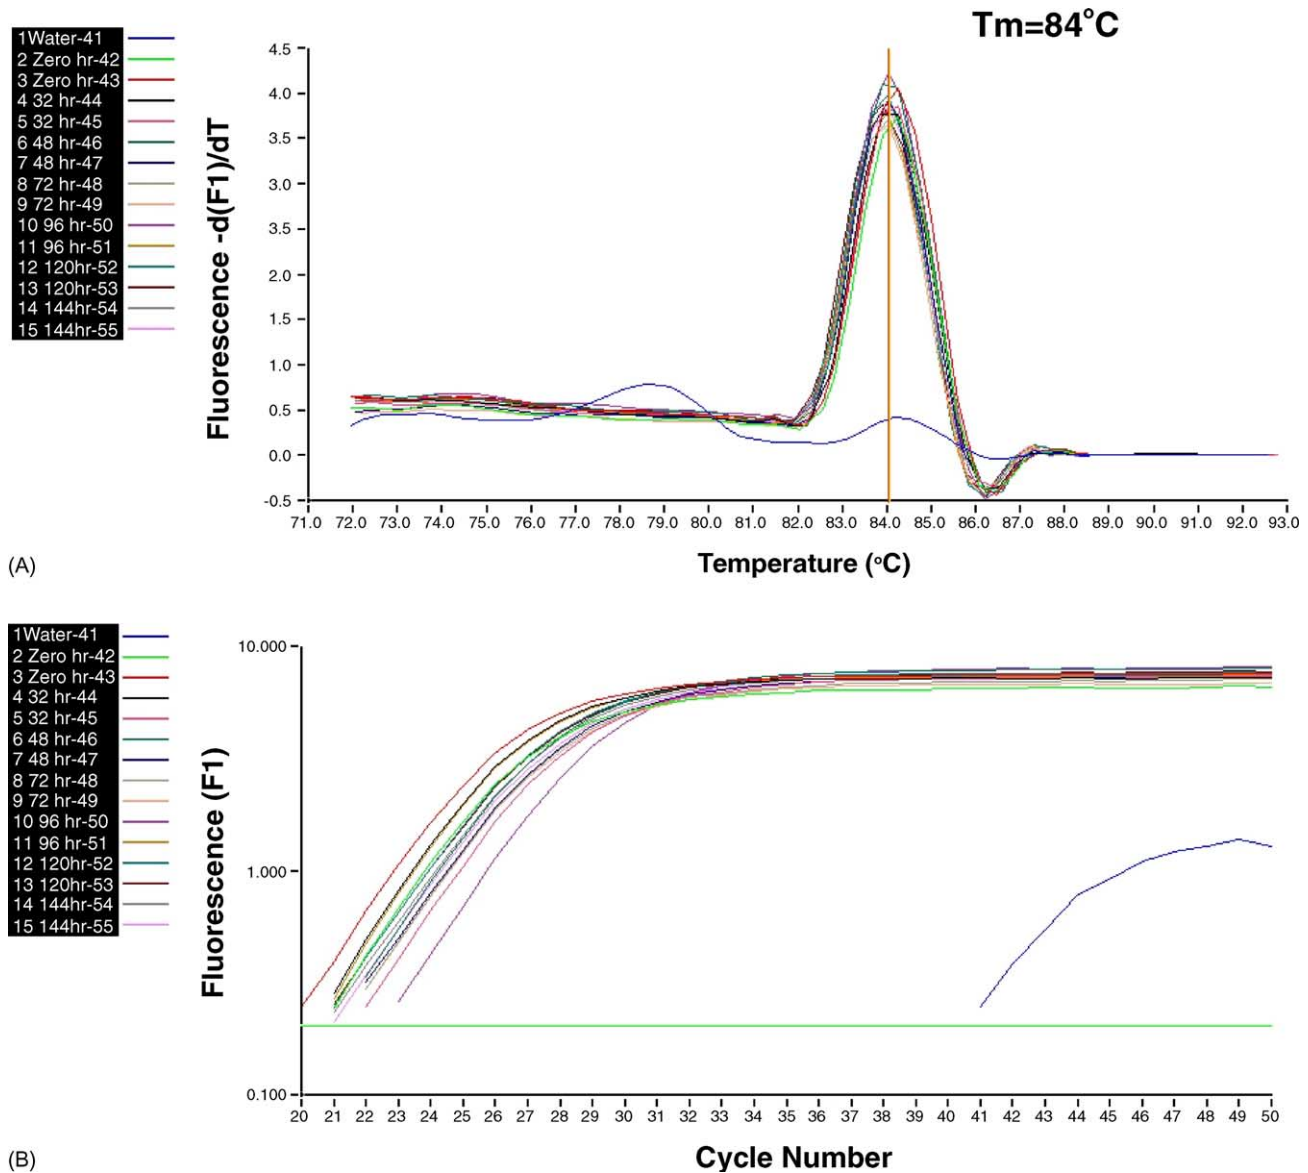 Tm=84°C
1Water-41
2 Zero hr-42
3 Zero hr-43
4 32 hr-44
5 32 hr-45
6 48 hr-46
7 48 hr-47
8 72 hr-48
9 72 hr-49
10 96 hr-50
11 96 hr-51
12 120hr-52
13 120hr-53
14 144hr-54
15 144hr-55
Fluorescence -d(F1)/dT
4.5
4.0
3.5
3.0
2.5
2.0
1.5
1.0
0.5
0.0
-0.5
71.0 72.0 73.0 74.0 75.0 76.0 77.0 78.0 79.0 80.0 81.0 82.0 83.0 84.0 85.0 86.0 87.0 88.0 89.0 90.0 91.0 92.0 93.0
Temperature (°C)
(A)
1Water-41
2 Zero hr-42
3 Zero hr-43
4 32 hr-44
5 32 hr-45
6 48 hr-46
7 48 hr-47
8 72 hr-48
9 72 hr-49
10 96 hr-50
11 96 hr-51
12 120hr-52
13 120hr-53
14 144hr-54
15 144hr-55
Fluorescence (F1)
10.000
1.000
0.100
20 21 22 23 24 25 26 27 28 29 30 31 32 33 34 35 36 37 38 39 40 41 42 43 44 45 46 47 48 49 50
Cycle Number
(B)